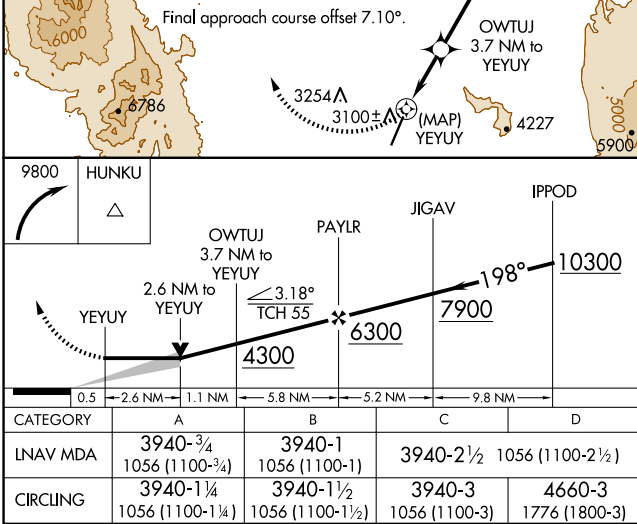 6000
Final approach course offset 7.10°.
OWTUJ
3.7 NM to
YEYUY
6786
3254
3100±
(MAP)
YEYUY
4227
5000
5900
9800
HUNKU
OWTUJ
3.7 NM to
YEYUY
PAYLR
JIGAV
IPPOD
2.6 NM to
YEYUY
YEYUY
3.18°
TCH 55
198°
10300
7900
6300
4300
0.5 2.6 NM 1.1 NM 5.8 NM 5.2 NM 9.8 NM
CATEGORY A B C D
LNAV MDA 3940-¾ 3940-1 3940-2½ 1056 (1100-2½)
1056 (1100-¾) 1056 (1100-1)
CIRCLING 3940-1¼ 3940-1½ 3940-3 4660-3
1056 (1100-1¼) 1056 (1100-1½) 1056 (1100-3) 1776 (1800-3)